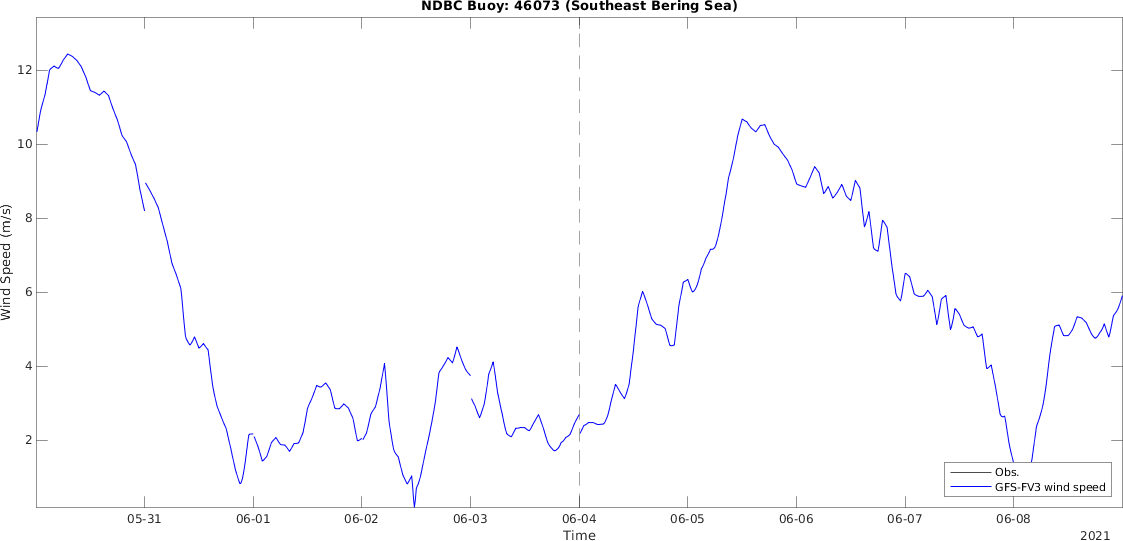 NDBC Buoy: 46073 (Southeast Bering Sea)
Wind Speed (m/s)
12
10
8
6
4
2
Obs.
GFS-FV3 wind speed
05-31 06-01 06-02 06-03 06-04 06-05 06-06 06-07 06-08
Time
2021